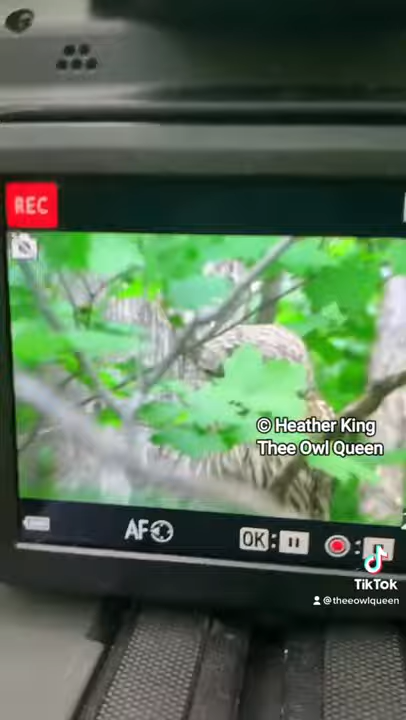 REC
© Heather King
Thee Owl Queen
AF
OK:
:
TikTok
@theeowlqueen